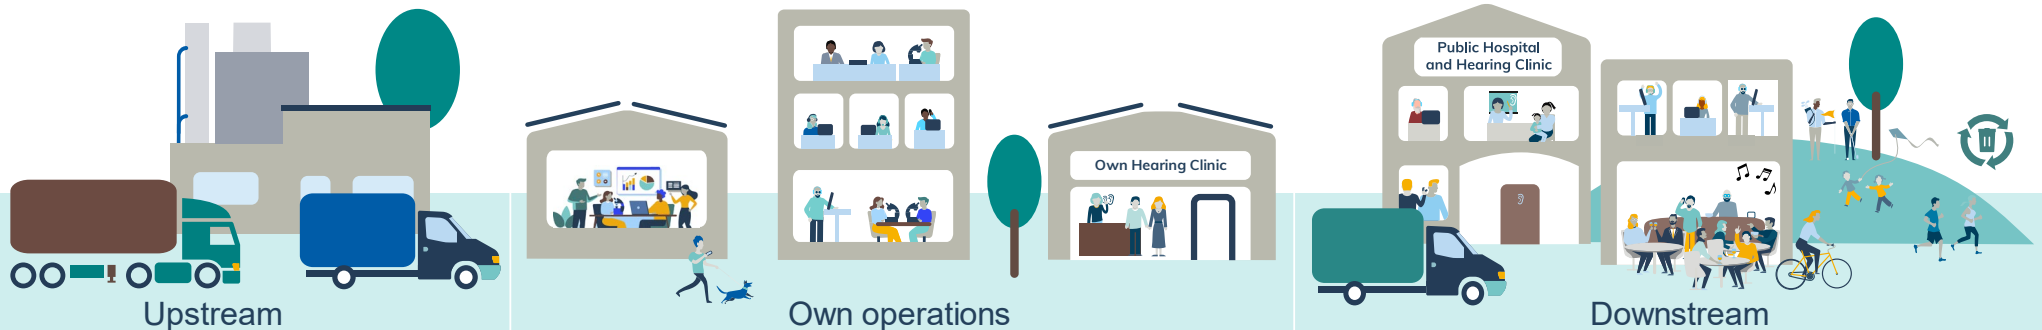 Public Hospital
and Hearing Clinic
Own Hearing Clinic
Upstream
Own operations
Downstream